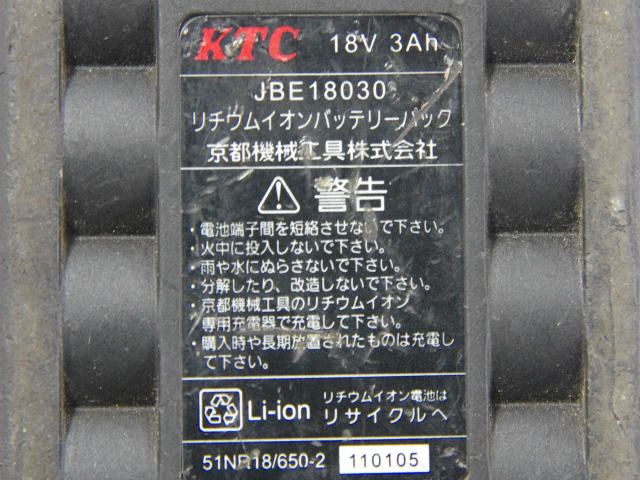 KTC 18V 3Ah
JBE18030
リチウムイオンバッテリーパック
京都機械工具株式会社
警告
・電池端子間を短絡させないで下さい。
・火中に投入しないで下さい。
・雨や水にぬらさないで下さい。
・分解したり、改造しないで下さい。
・京都機械工具のリチウムイオン
専用充電器で充電して下さい。
・購入時や長期放置されたものは充電し
て下さい。
Li-ion リチウムイオン電池は
リサイクルへ
51NR18/650-2 110105